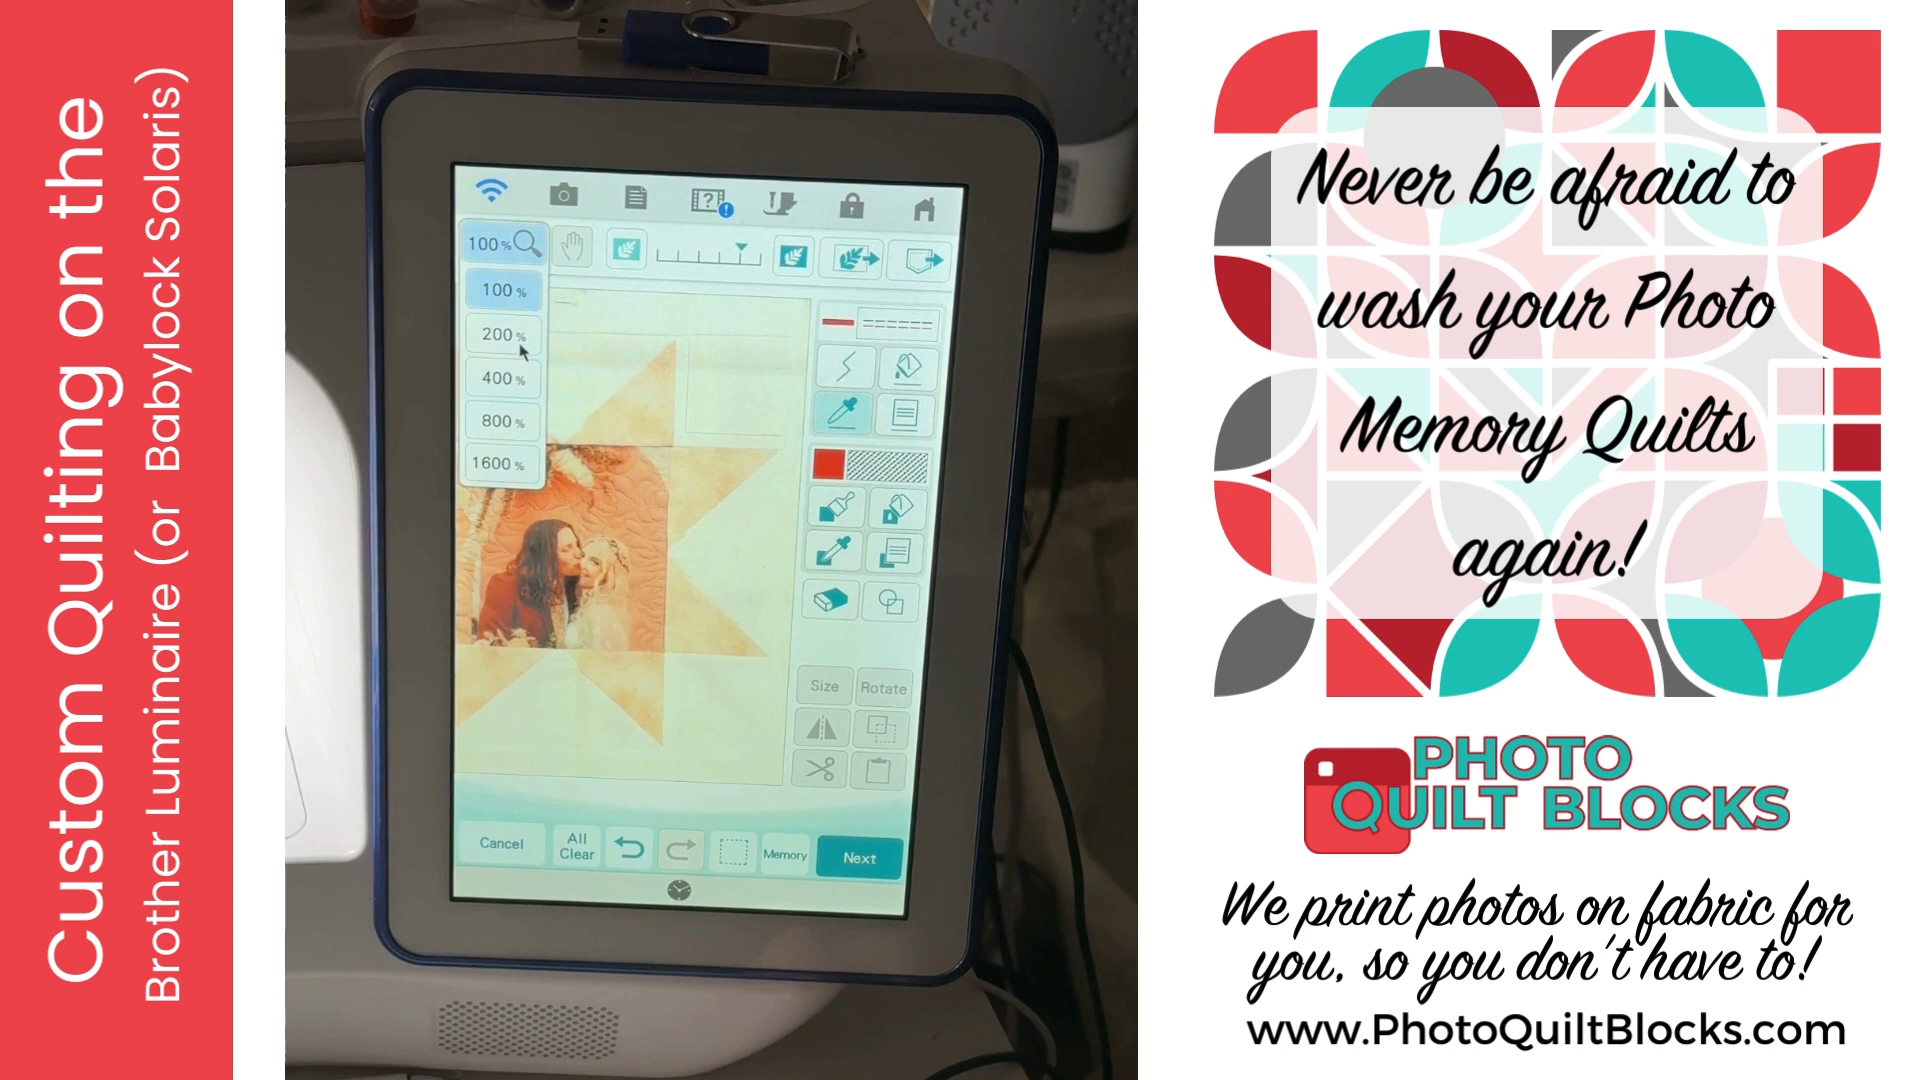 Custom Quilting on the
Brother Luminaire (or Babylock Solaris)
100%
100%
200%
400%
800%
1600%
Size
Rotate
Cancel
All
Clear
Memory
Next
Never be afraid to
wash your Photo
Memory Quilts
again!
PHOTO
QUILT BLOCKS
We print photos on fabric for
you, so you don't have to!
www.PhotoQuiltBlocks.com